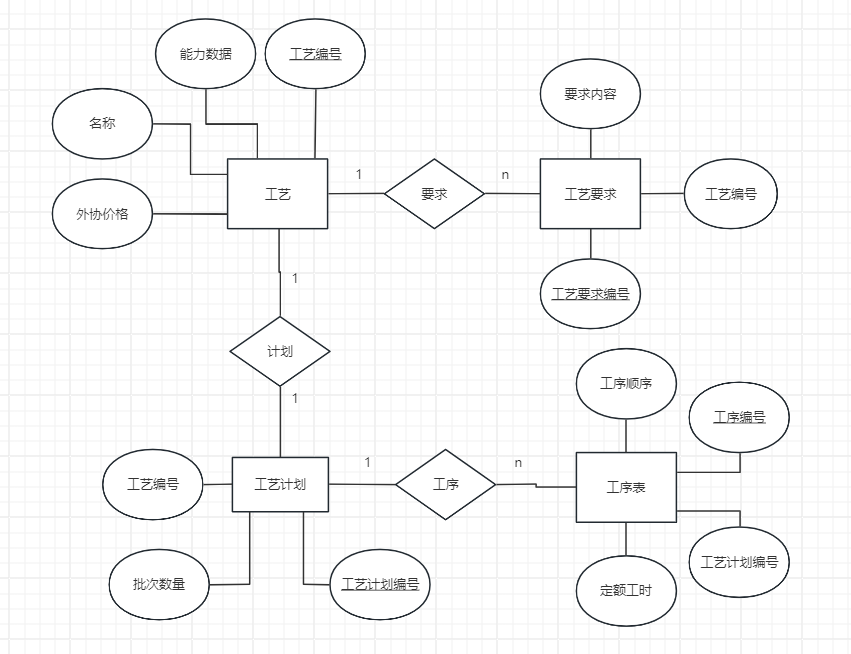 能力数据
工艺编号
名称
外协价格
工艺
1
要求
n
工艺要求
要求内容
工艺编号
工艺要求编号
1
计划
1
工艺计划
工艺编号
批次数量
工艺计划编号
1
工序
n
工序表
工序顺序
工序编号
工艺计划编号
定额工时